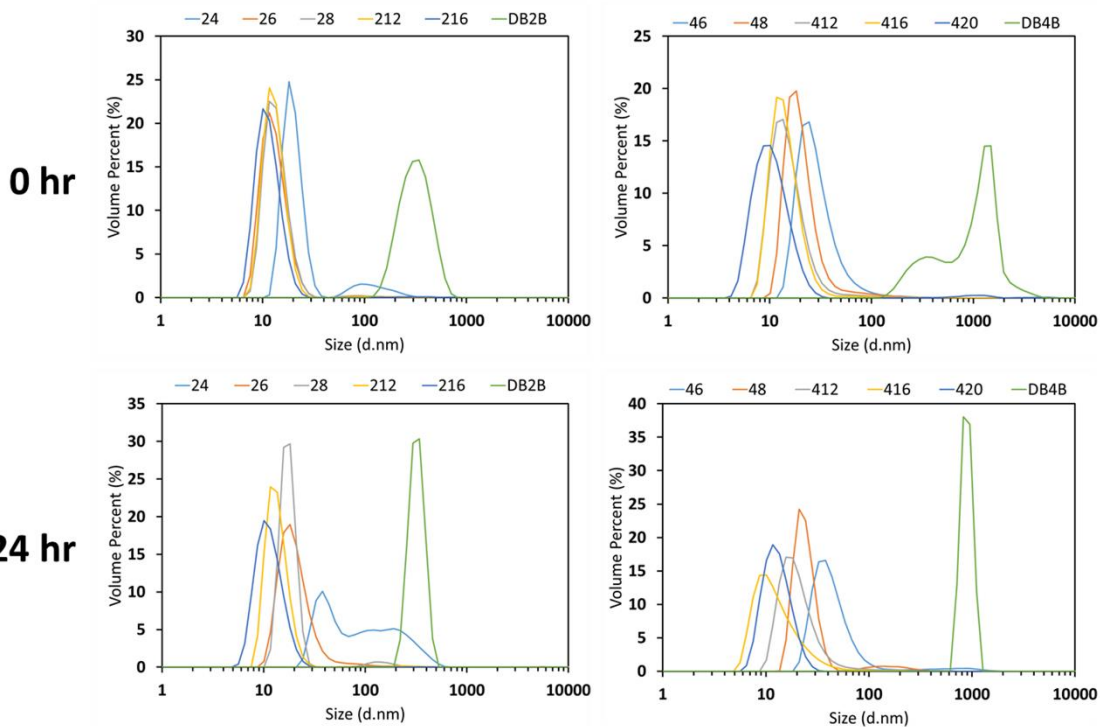 24 26 28 212 216 DB2B
30
25
20
15
10
5
0
Volume Percent (%)
1 10 100 1000 10000
Size (d.nm)
46 48 412 416 420 DB4B
25
20
15
10
5
0
Volume Percent (%)
1 10 100 1000 10000
Size (d.nm)
0 hr
24 26 28 212 216 DB2B
35
30
25
20
15
10
5
0
Volume Percent (%)
1 10 100 1000 10000
Size (d.nm)
46 48 412 416 420 DB4B
40
35
30
25
20
15
10
5
0
Volume Percent (%)
1 10 100 1000 10000
Size (d.nm)
24 hr